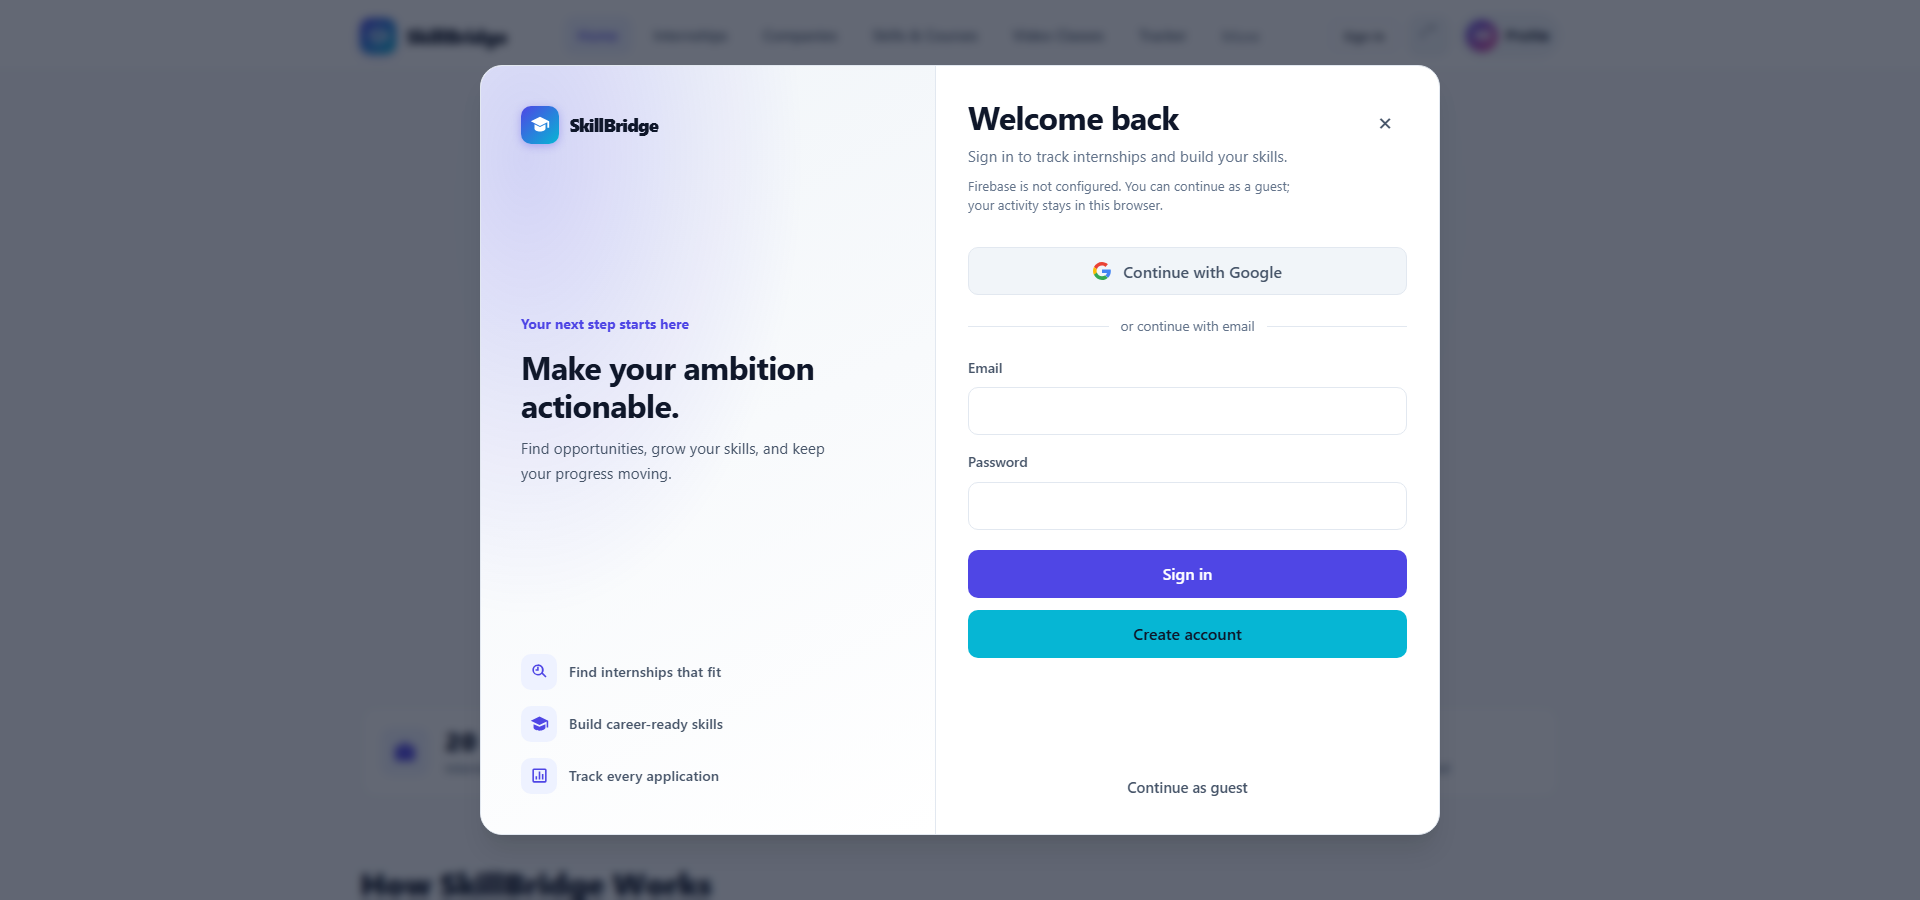 SkillBridge
Your next step starts here
Make your ambition
actionable.
Find opportunities, grow your skills, and keep
your progress moving.
Find internships that fit
Build career-ready skills
Track every application
Welcome back
Sign in to track internships and build your skills.
Firebase is not configured. You can continue as a guest;
your activity stays in this browser.
Continue with Google
or continue with email
Email
Password
Sign in
Create account
Continue as guest
How SkillBridge Works